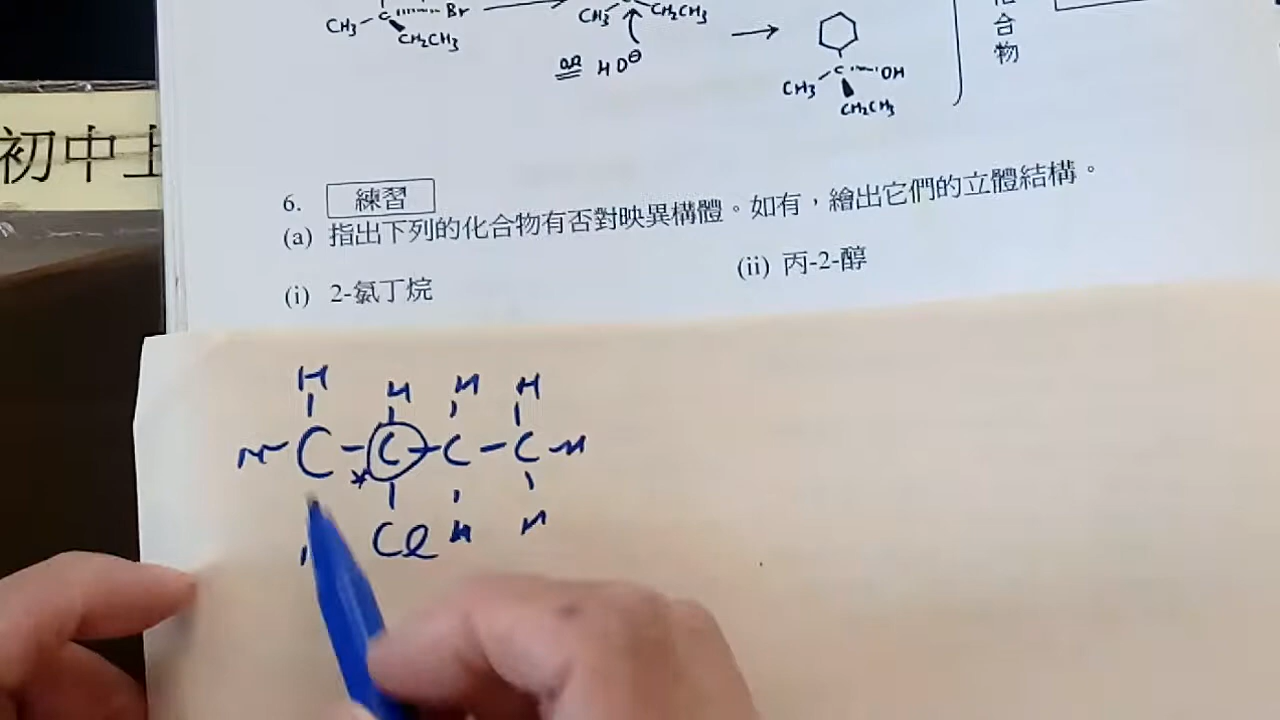 CH₃ C Br
CH₂CH₃
CH₃ CH₂CH₃
HO⊖
CH₃ C OH
CH₂CH₃
合
物
初中上
6. 練習
(a) 指出下列的化合物有否對映異構體。如有，繪出它們的立體結構。
(i) 2-氯丁烷
(ii) 丙-2-醇
H H H H
H C C C C H
*
Cl H H